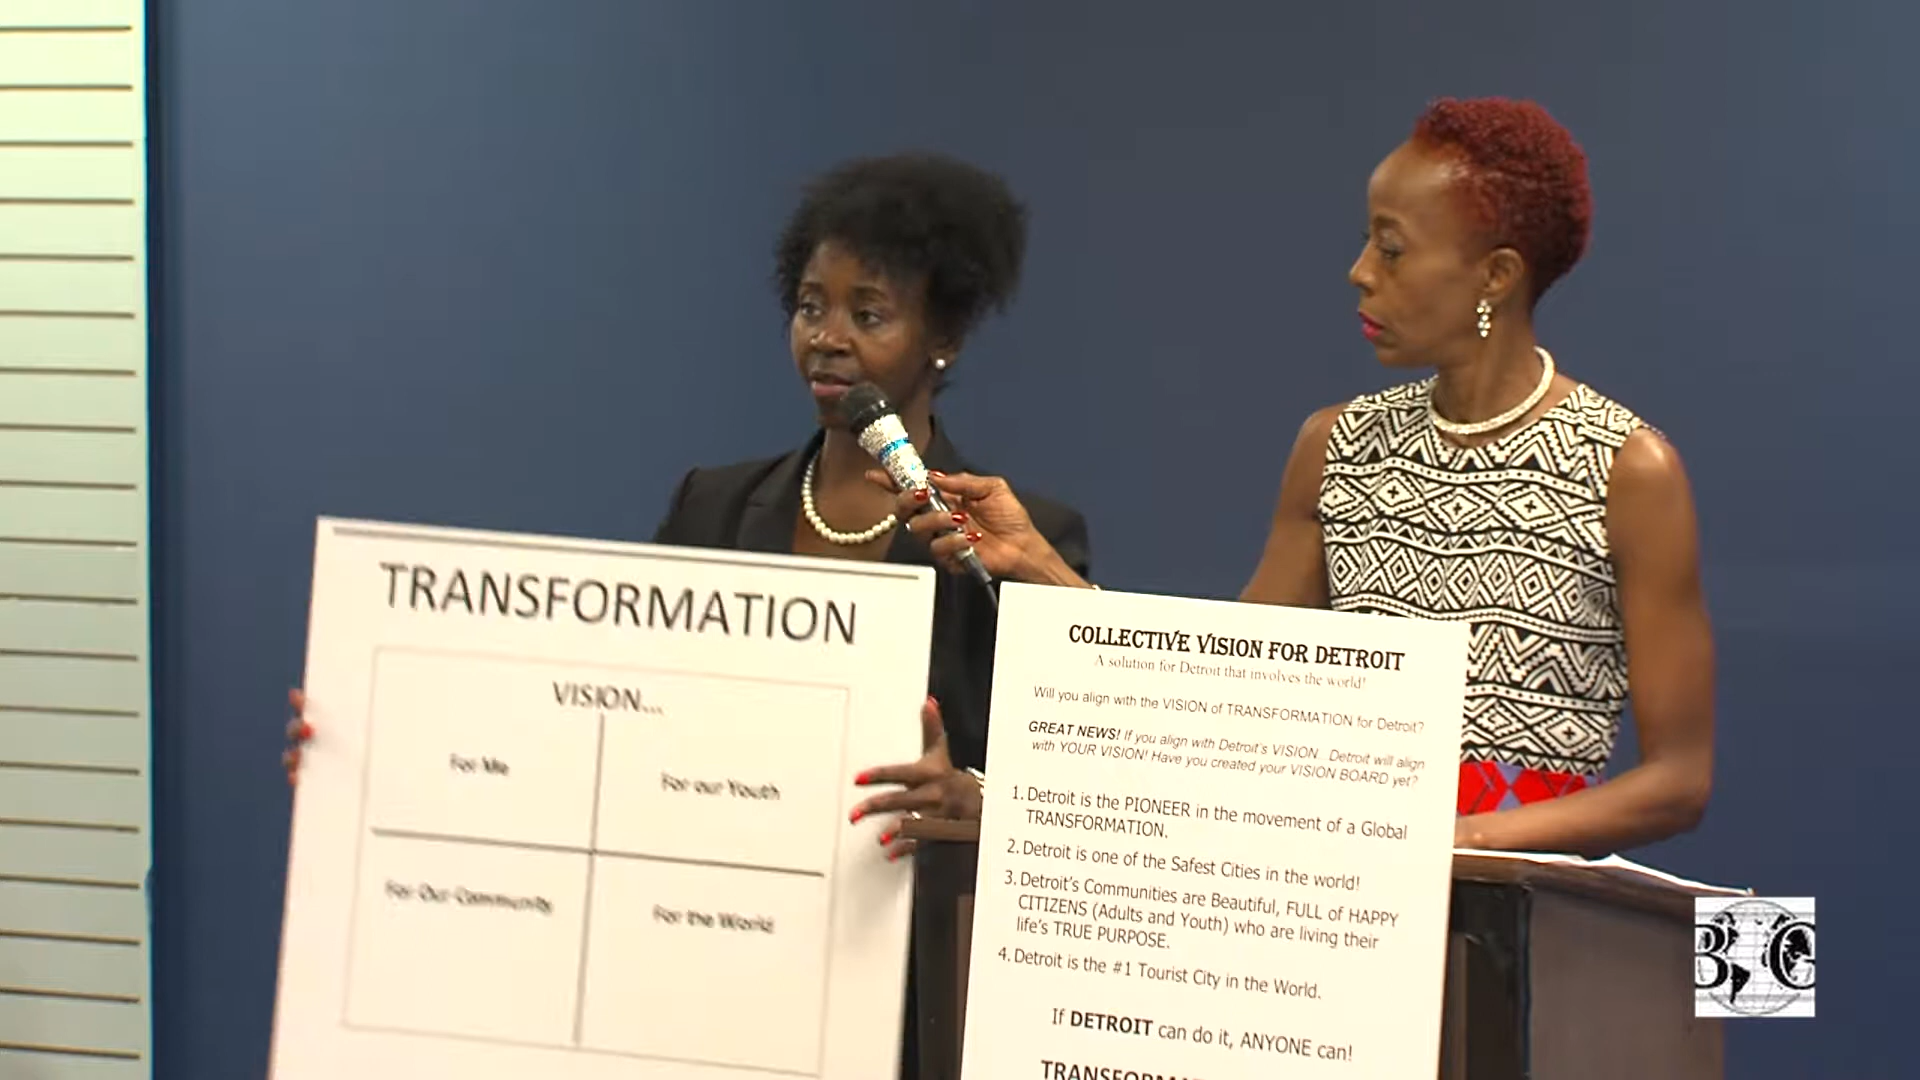 TRANSFORMATION
VISION...
For Me
For our Youth
For Our Community
For the World
COLLECTIVE VISION FOR DETROIT
A solution for Detroit that involves the world!
Will you align with the VISION of TRANSFORMATION for Detroit?
GREAT NEWS! If you align with Detroit's VISION... Detroit will align
with YOUR VISION! Have you created your VISION BOARD yet?
1. Detroit is the PIONEER in the movement of a Global
TRANSFORMATION.
2. Detroit is one of the Safest Cities in the world!
3. Detroit's Communities are Beautiful, FULL of HAPPY
CITIZENS (Adults and Youth) who are living their
life's TRUE PURPOSE.
4. Detroit is the #1 Tourist City in the World.
If DETROIT can do it, ANYONE can!